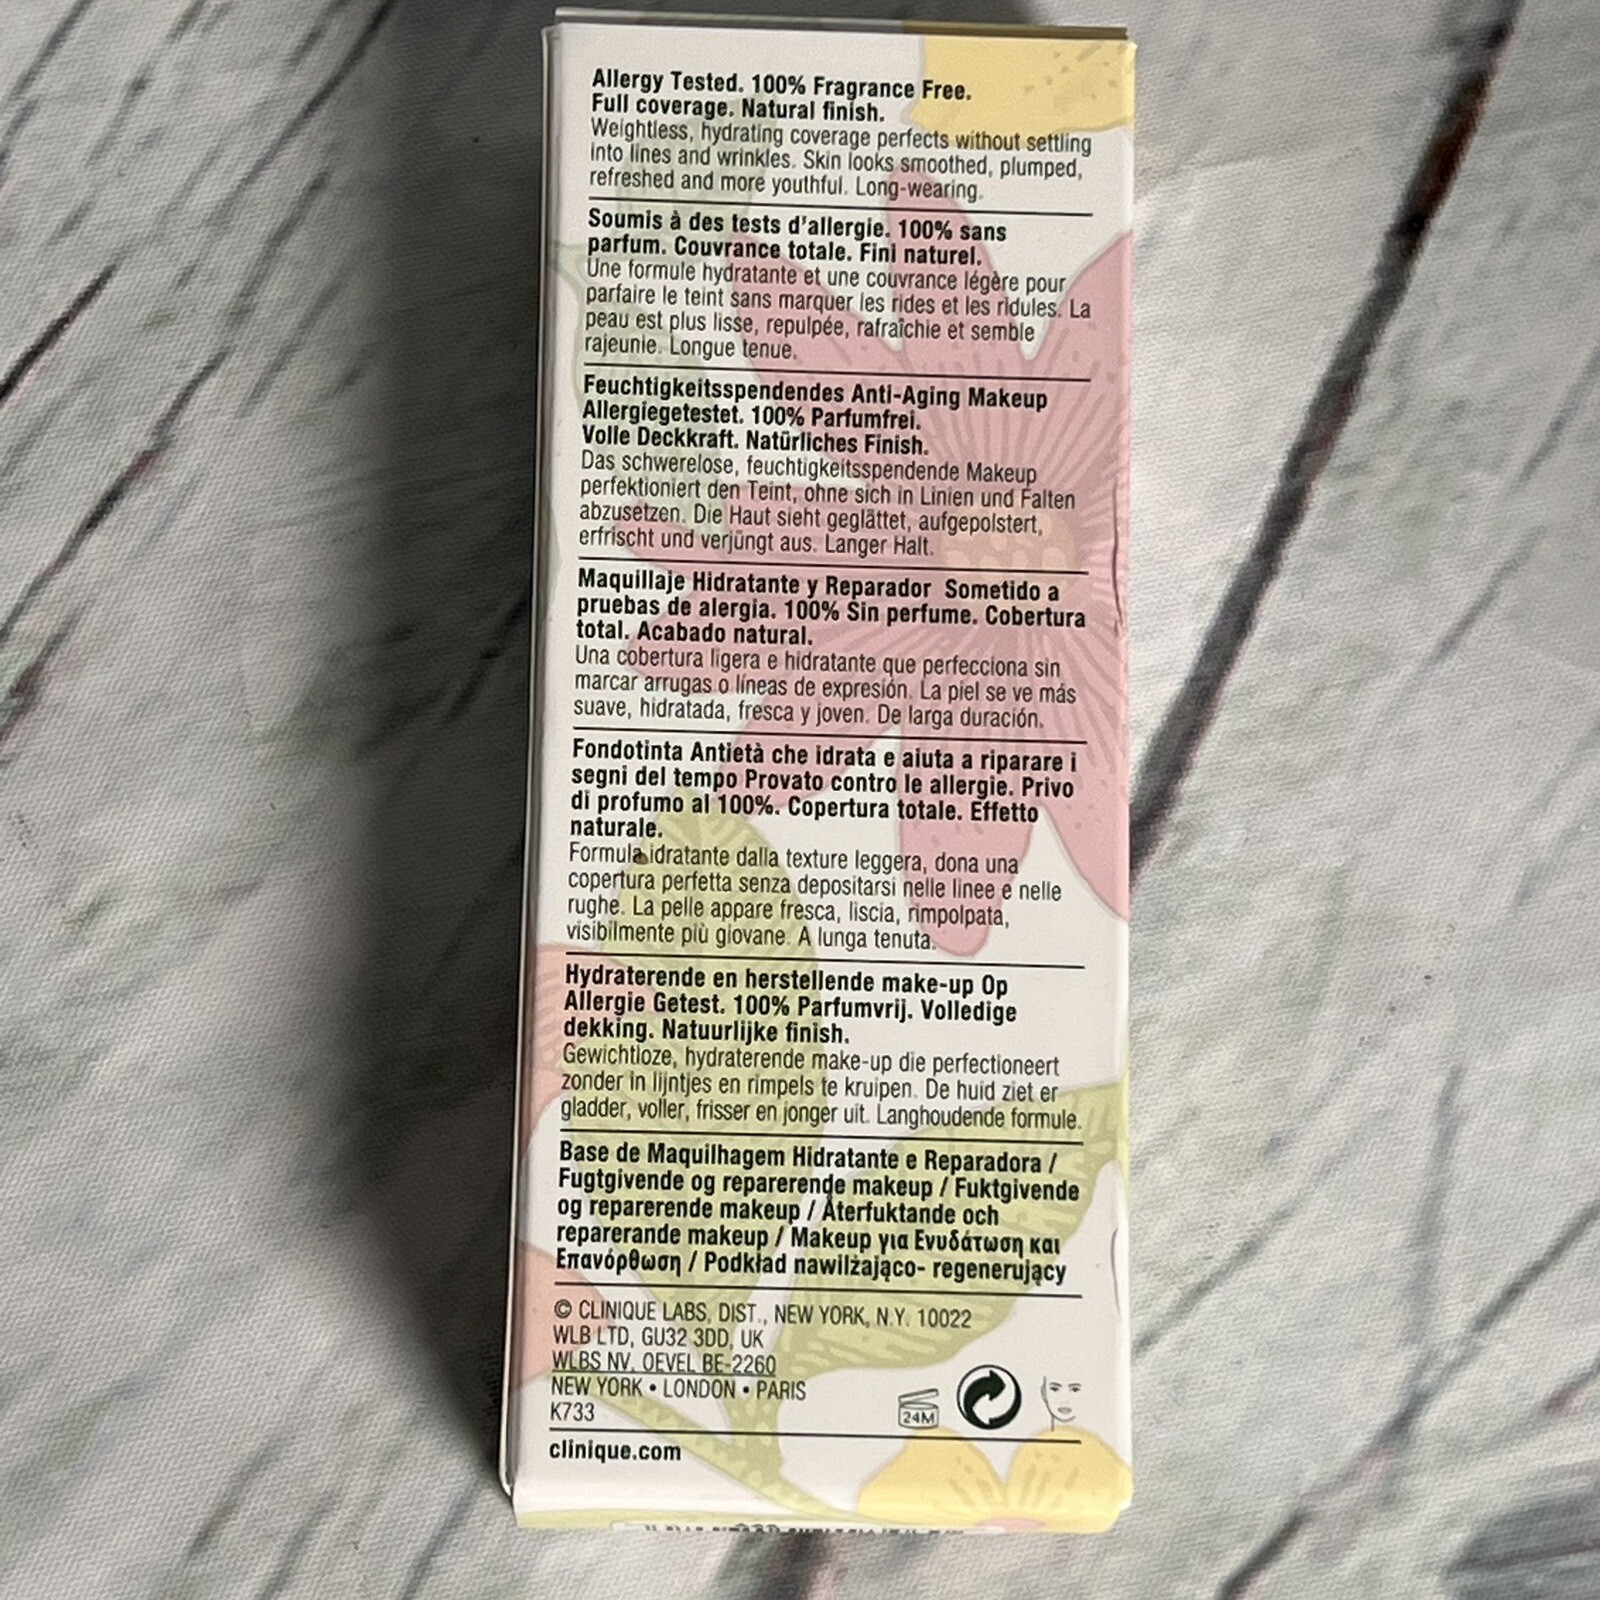 Allergy Tested. 100% Fragrance Free.
Full coverage. Natural finish.
Weightless, hydrating coverage perfects without settling
into lines and wrinkles. Skin looks smoothed, plumped,
refreshed and more youthful. Long-wearing.
Soumis à des tests d'allergie. 100% sans
parfum. Couvrance totale. Fini naturel.
Une formule hydratante et une couvrance légère pour
parfaire le teint sans marquer les rides et les ridules. La
peau est plus lisse, repulpée, rafraîchie et semble
rajeunie. Longue tenue.
Feuchtigkeitsspendendes Anti-Aging Makeup
Allergiegetestet. 100% Parfumfrei.
Volle Deckkraft. Natürliches Finish.
Das schwerelose, feuchtigkeitsspendende Makeup
perfektioniert den Teint, ohne sich in Linien und Falten
abzusetzen. Die Haut sieht geglättet, aufgepolstert,
erfrischt und verjüngt aus. Langer Halt.
Maquillaje Hidratante y Reparador Sometido a
pruebas de alergia. 100% Sin perfume. Cobertura
total. Acabado natural.
Una cobertura ligera e hidratante que perfecciona sin
marcar arrugas o líneas de expresión. La piel se ve más
suave, hidratada, fresca y joven. De larga duración.
Fondotinta Antietà che idrata e aiuta a riparare i
segni del tempo Provato contro le allergie. Privo
di profumo al 100%. Copertura totale. Effetto
naturale.
Formula idratante dalla texture leggera, dona una
copertura perfetta senza depositarsi nelle linee e nelle
rughe. La pelle appare fresca, liscia, rimpolpata,
visibilmente più giovane. A lunga tenuta.
Hydraterende en herstellende make-up Op
Allergie Getest. 100% Parfumvrij. Volledige
dekking. Natuurlijke finish.
Gewichtloze, hydraterende make-up die perfectioneert
zonder in lijntjes en rimpels te kruipen. De huid ziet er
gladder, voller, frisser en jonger uit. Langhoudende formule.
Base de Maquilhagem Hidratante e Reparadora /
Fugtgivende og reparerende makeup / Fuktgivende
og reparerende makeup / Återfuktande och
reparerande makeup / Makeup για Ενυδάτωση και
Επανόρθωση / Podkład nawilżająco- regenerujący
© CLINIQUE LABS, DIST., NEW YORK, N.Y. 10022
WLB LTD, GU32 3DD, UK
WLBS NV, OEVEL BE-2260
NEW YORK • LONDON • PARIS
K733
24M
clinique.com